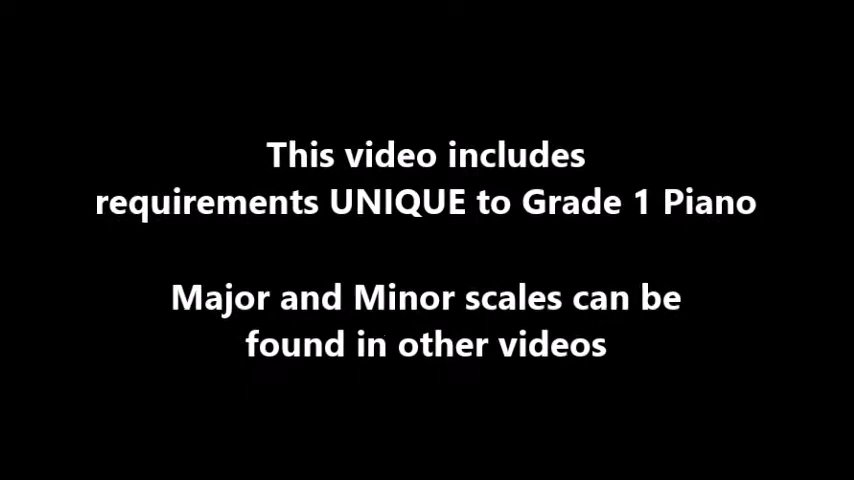 This video includes
requirements UNIQUE to Grade 1 Piano
Major and Minor scales can be
found in other videos